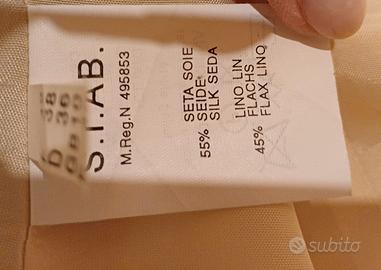 S.I.AB.
M.Reg.N 495853
SETA SOIE
55% SEIDE
SILK SEDA
LINO LIN
FLACHS
45% FLAX LINO
38
36
subito